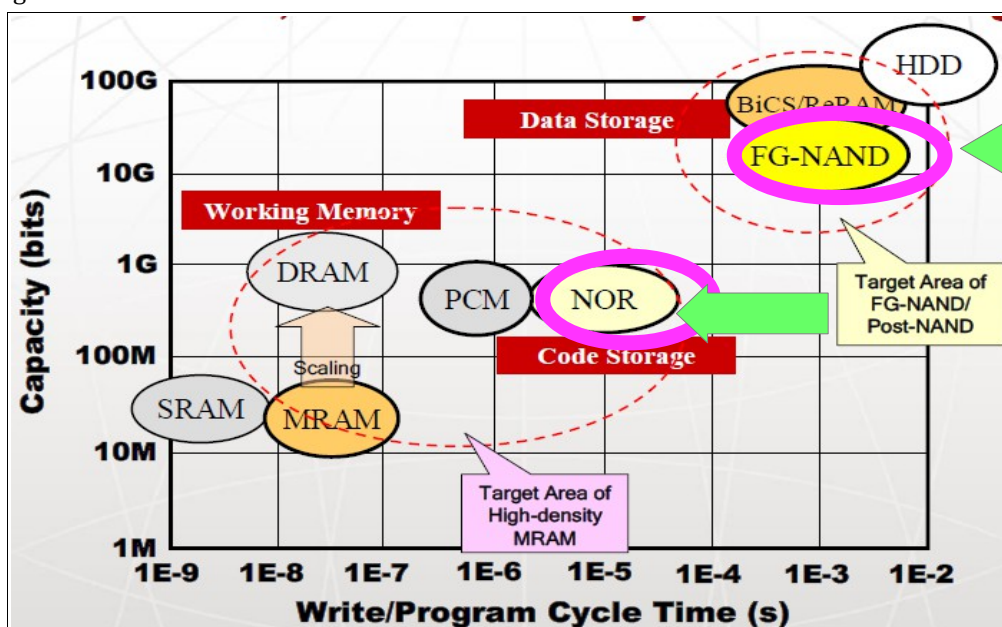 100G
10G
1G
100M
10M
1M
Capacity (bits)
HDD
BiCS/ReRAM
Data Storage
FG-NAND
Working Memory
DRAM
PCM
NOR
Target Area of
FG-NAND/
Post-NAND
Code Storage
Scaling
SRAM
MRAM
Target Area of
High-density
MRAM
1E-9 1E-8 1E-7 1E-6 1E-5 1E-4 1E-3 1E-2
Write/Program Cycle Time (s)